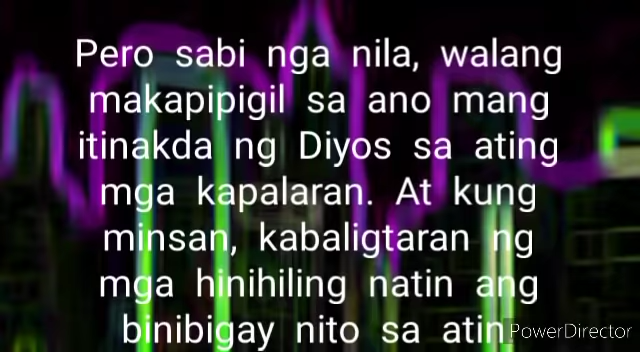 Pero sabi nga nila, walang
makapipigil sa ano mang
itinakda ng Diyos sa ating
mga kapalaran. At kung
minsan, kabaligtaran ng
mga hinihiling natin ang
binibigay nito sa atin
PowerDirector